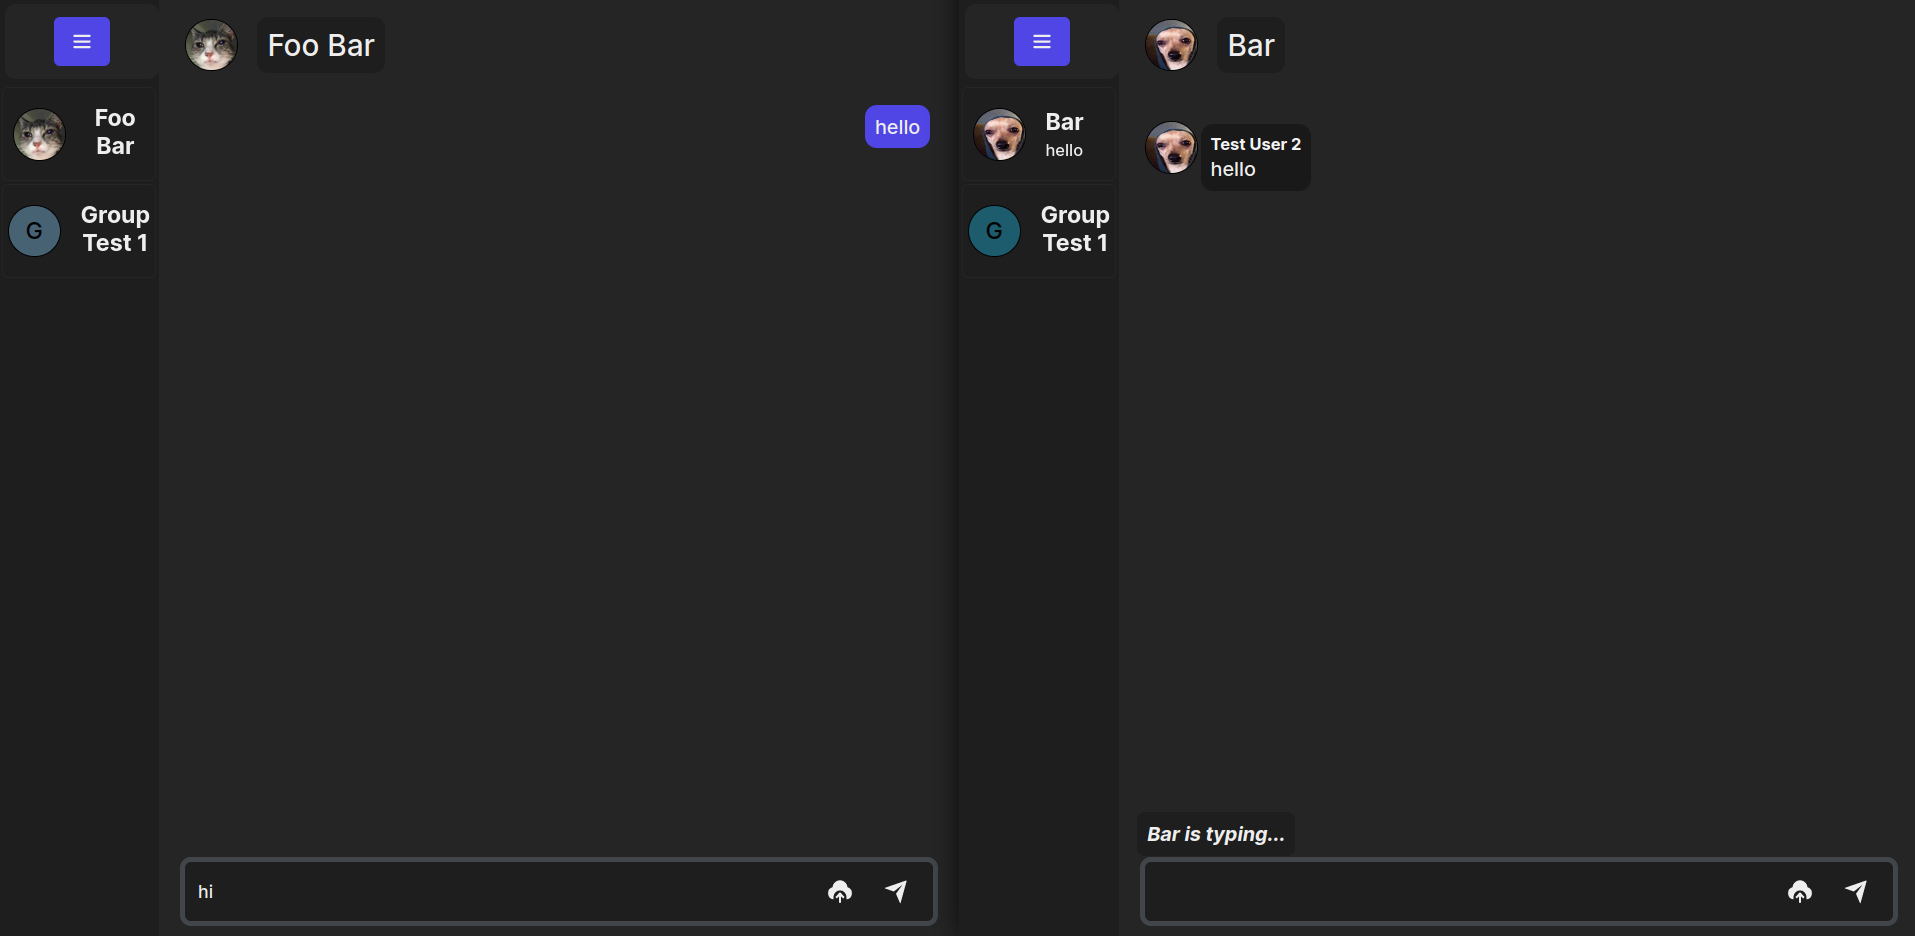 Foo Bar
hello
Foo
Bar
G
Group
Test 1
hi
Bar
Bar
hello
Test User 2
hello
G
Group
Test 1
Bar is typing...